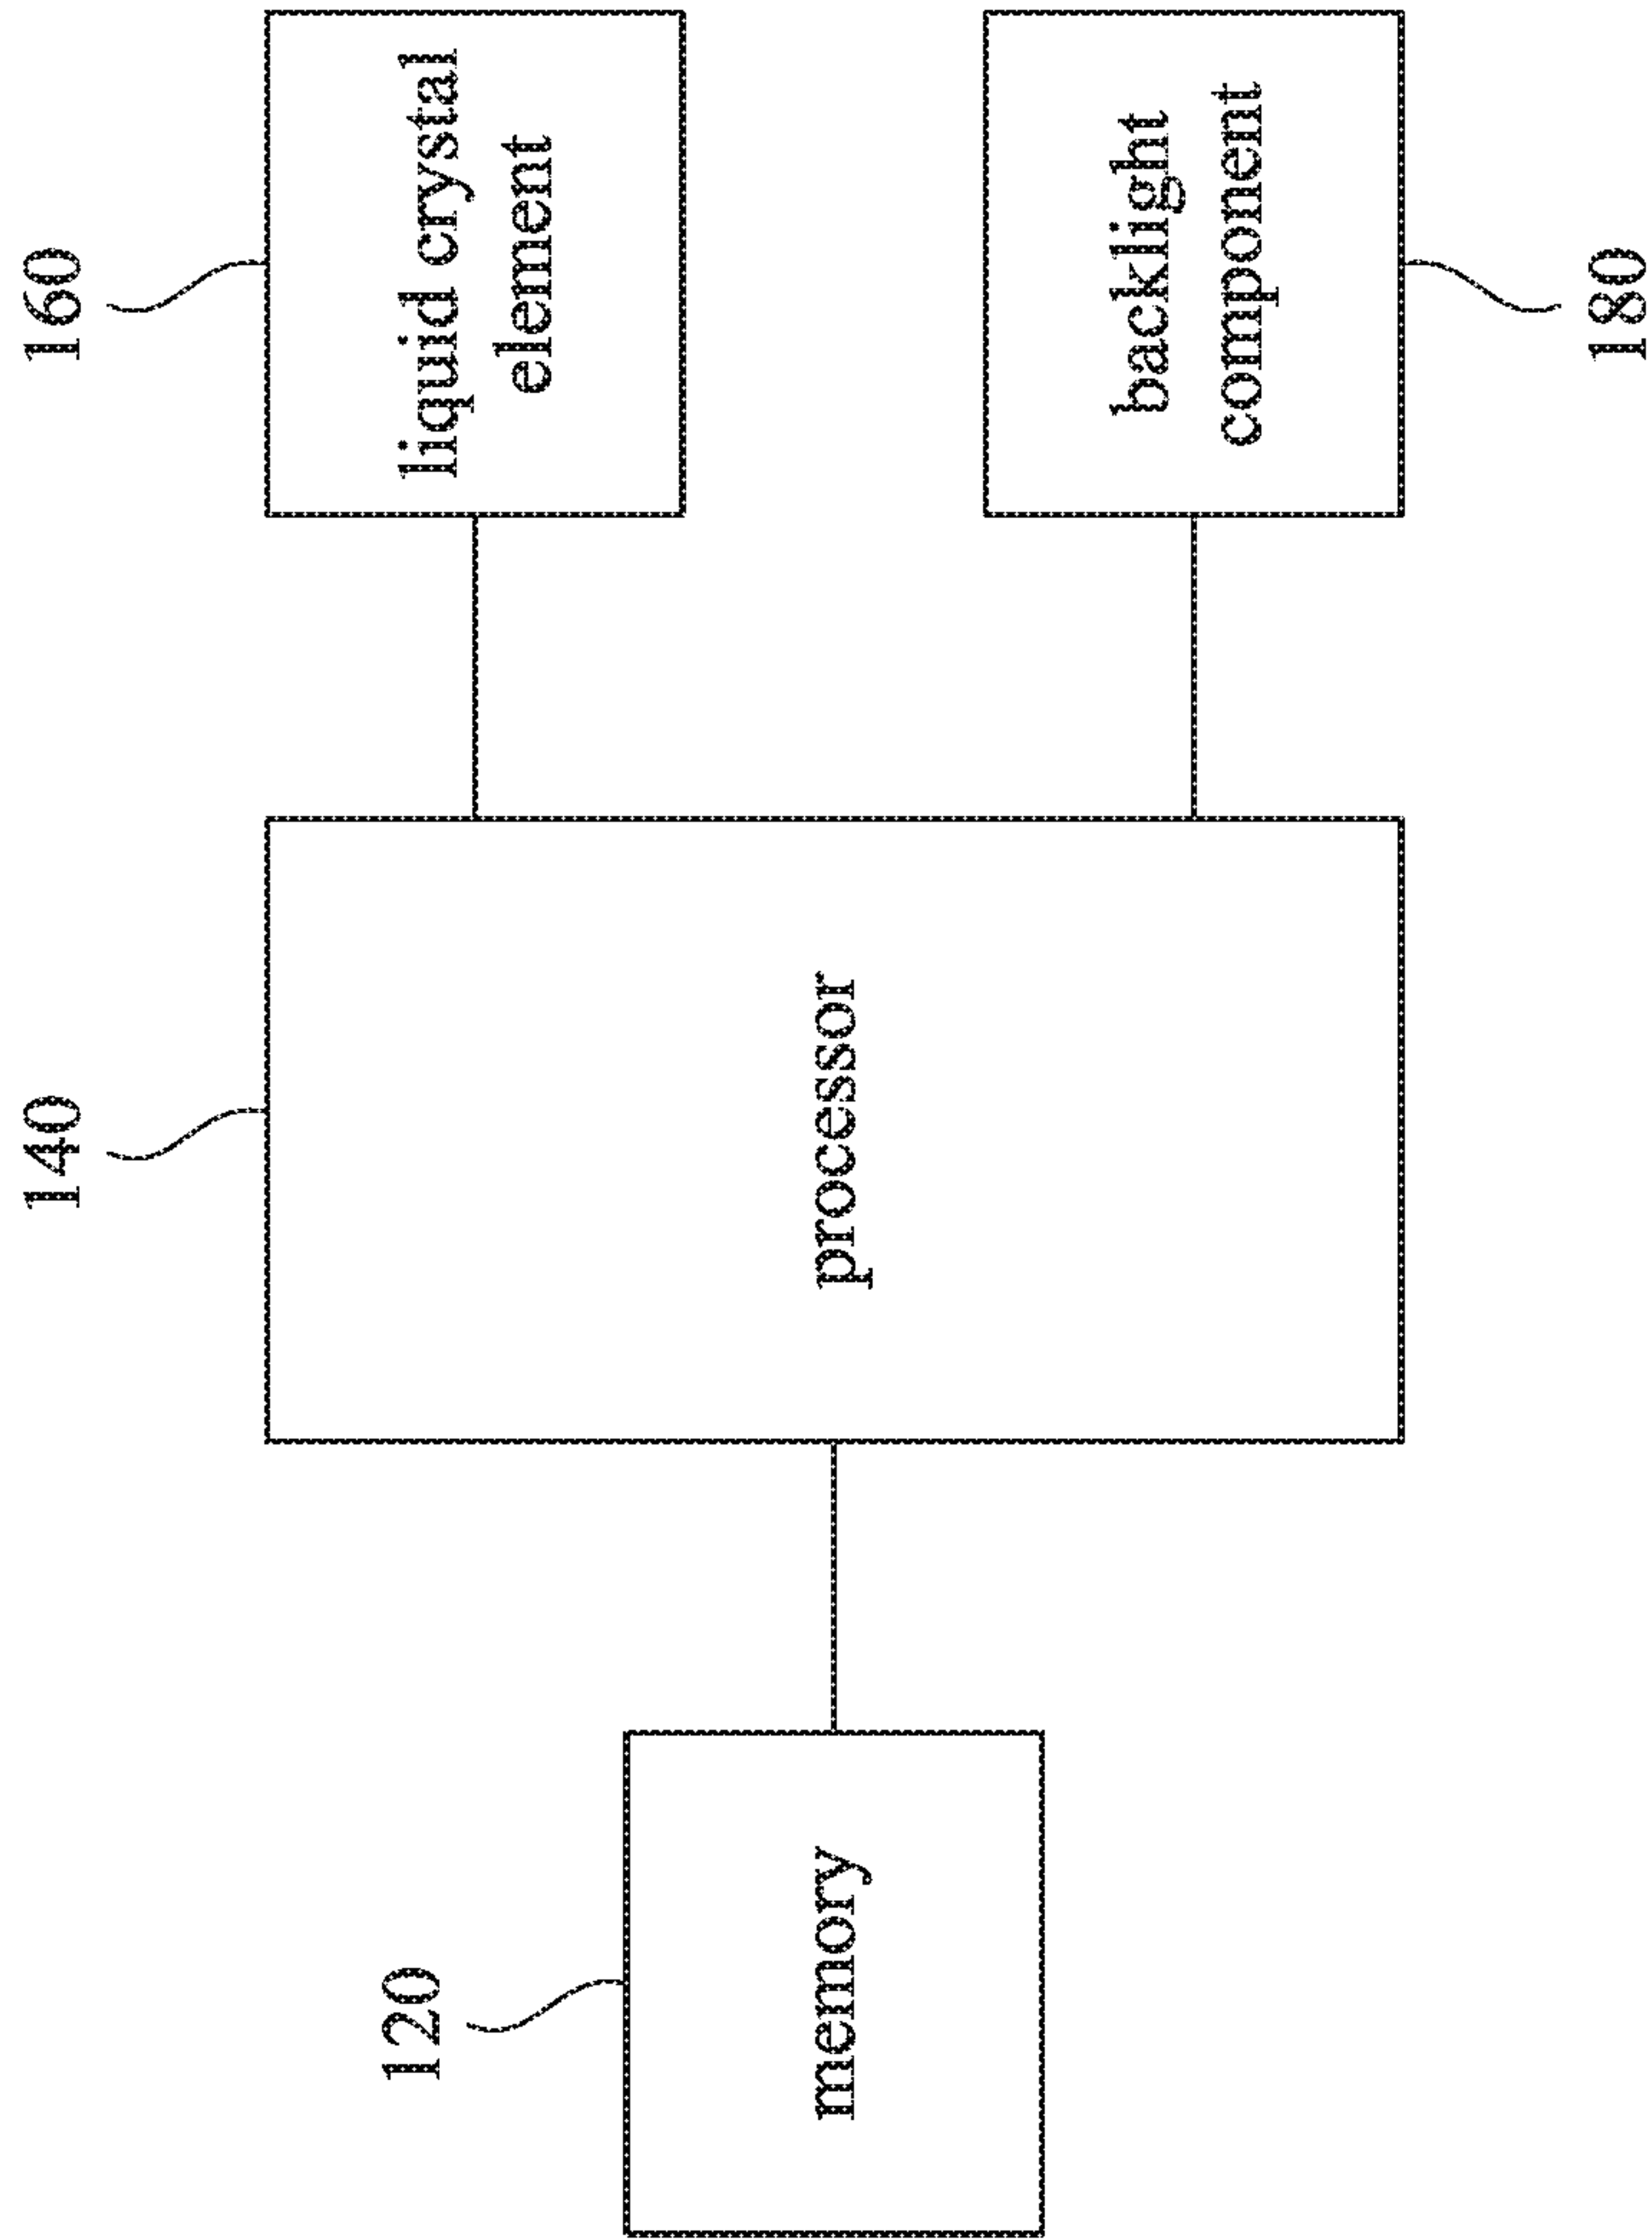 120
memory
140
processor
160
liquid crystal
element
backlight
component
180